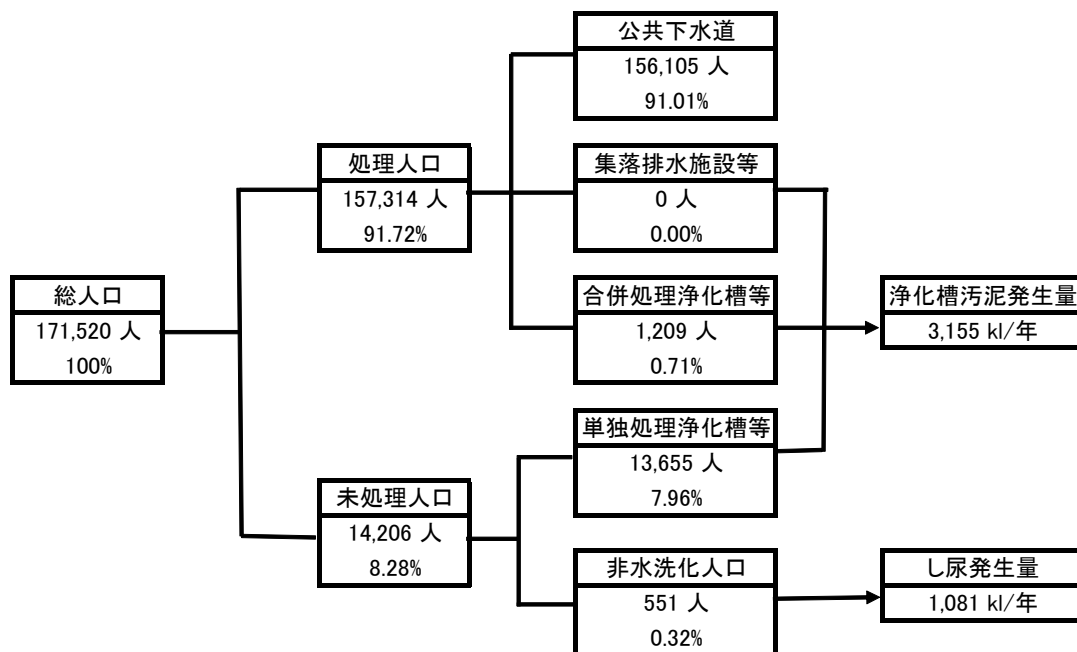 公共下水道
156,105 人
91.01%
処理人口
157,314 人
91.72%
集落排水施設等
0 人
0.00%
総人口
171,520 人
100%
合併処理浄化槽等
1,209 人
0.71%
浄化槽汚泥発生量
3,155 kl/年
単独処理浄化槽等
13,655 人
7.96%
未処理人口
14,206 人
8.28%
非水洗化人口
551 人
0.32%
し尿発生量
1,081 kl/年